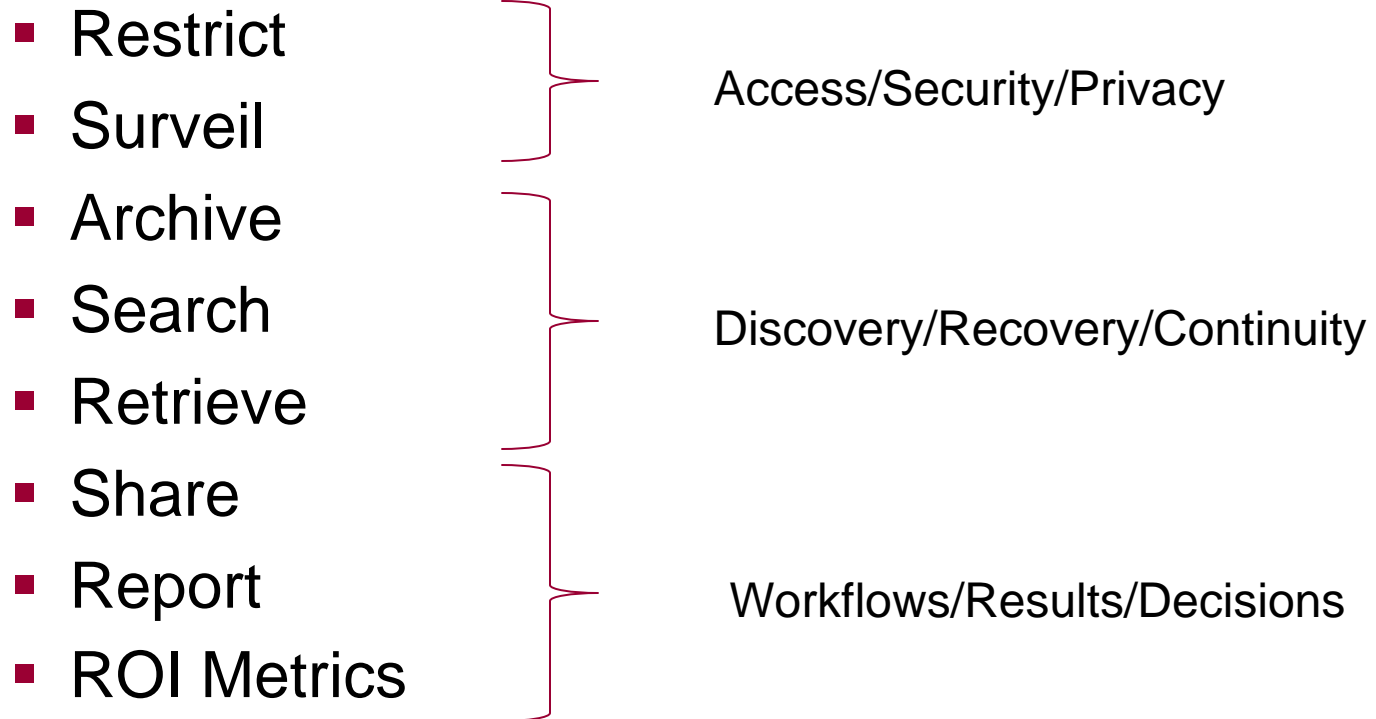 Restrict
Surveil
Access/Security/Privacy
Archive
Search
Retrieve
Discovery/Recovery/Continuity
Share
Report
ROI Metrics
Workflows/Results/Decisions